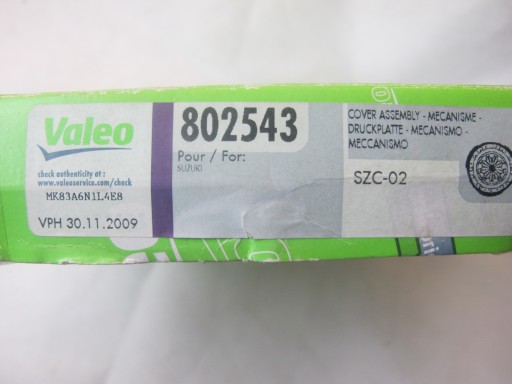 Valeo
check authenticity at :
www.valeoservice.com/check
MK83A6N1L4E8
VPH 30.11.2009
802543
Pour / For:
SUZUKI
COVER ASSEMBLY - MECANISME -
DRUCKPLATTE - MECANISMO -
MECCANISMO
SZC-02